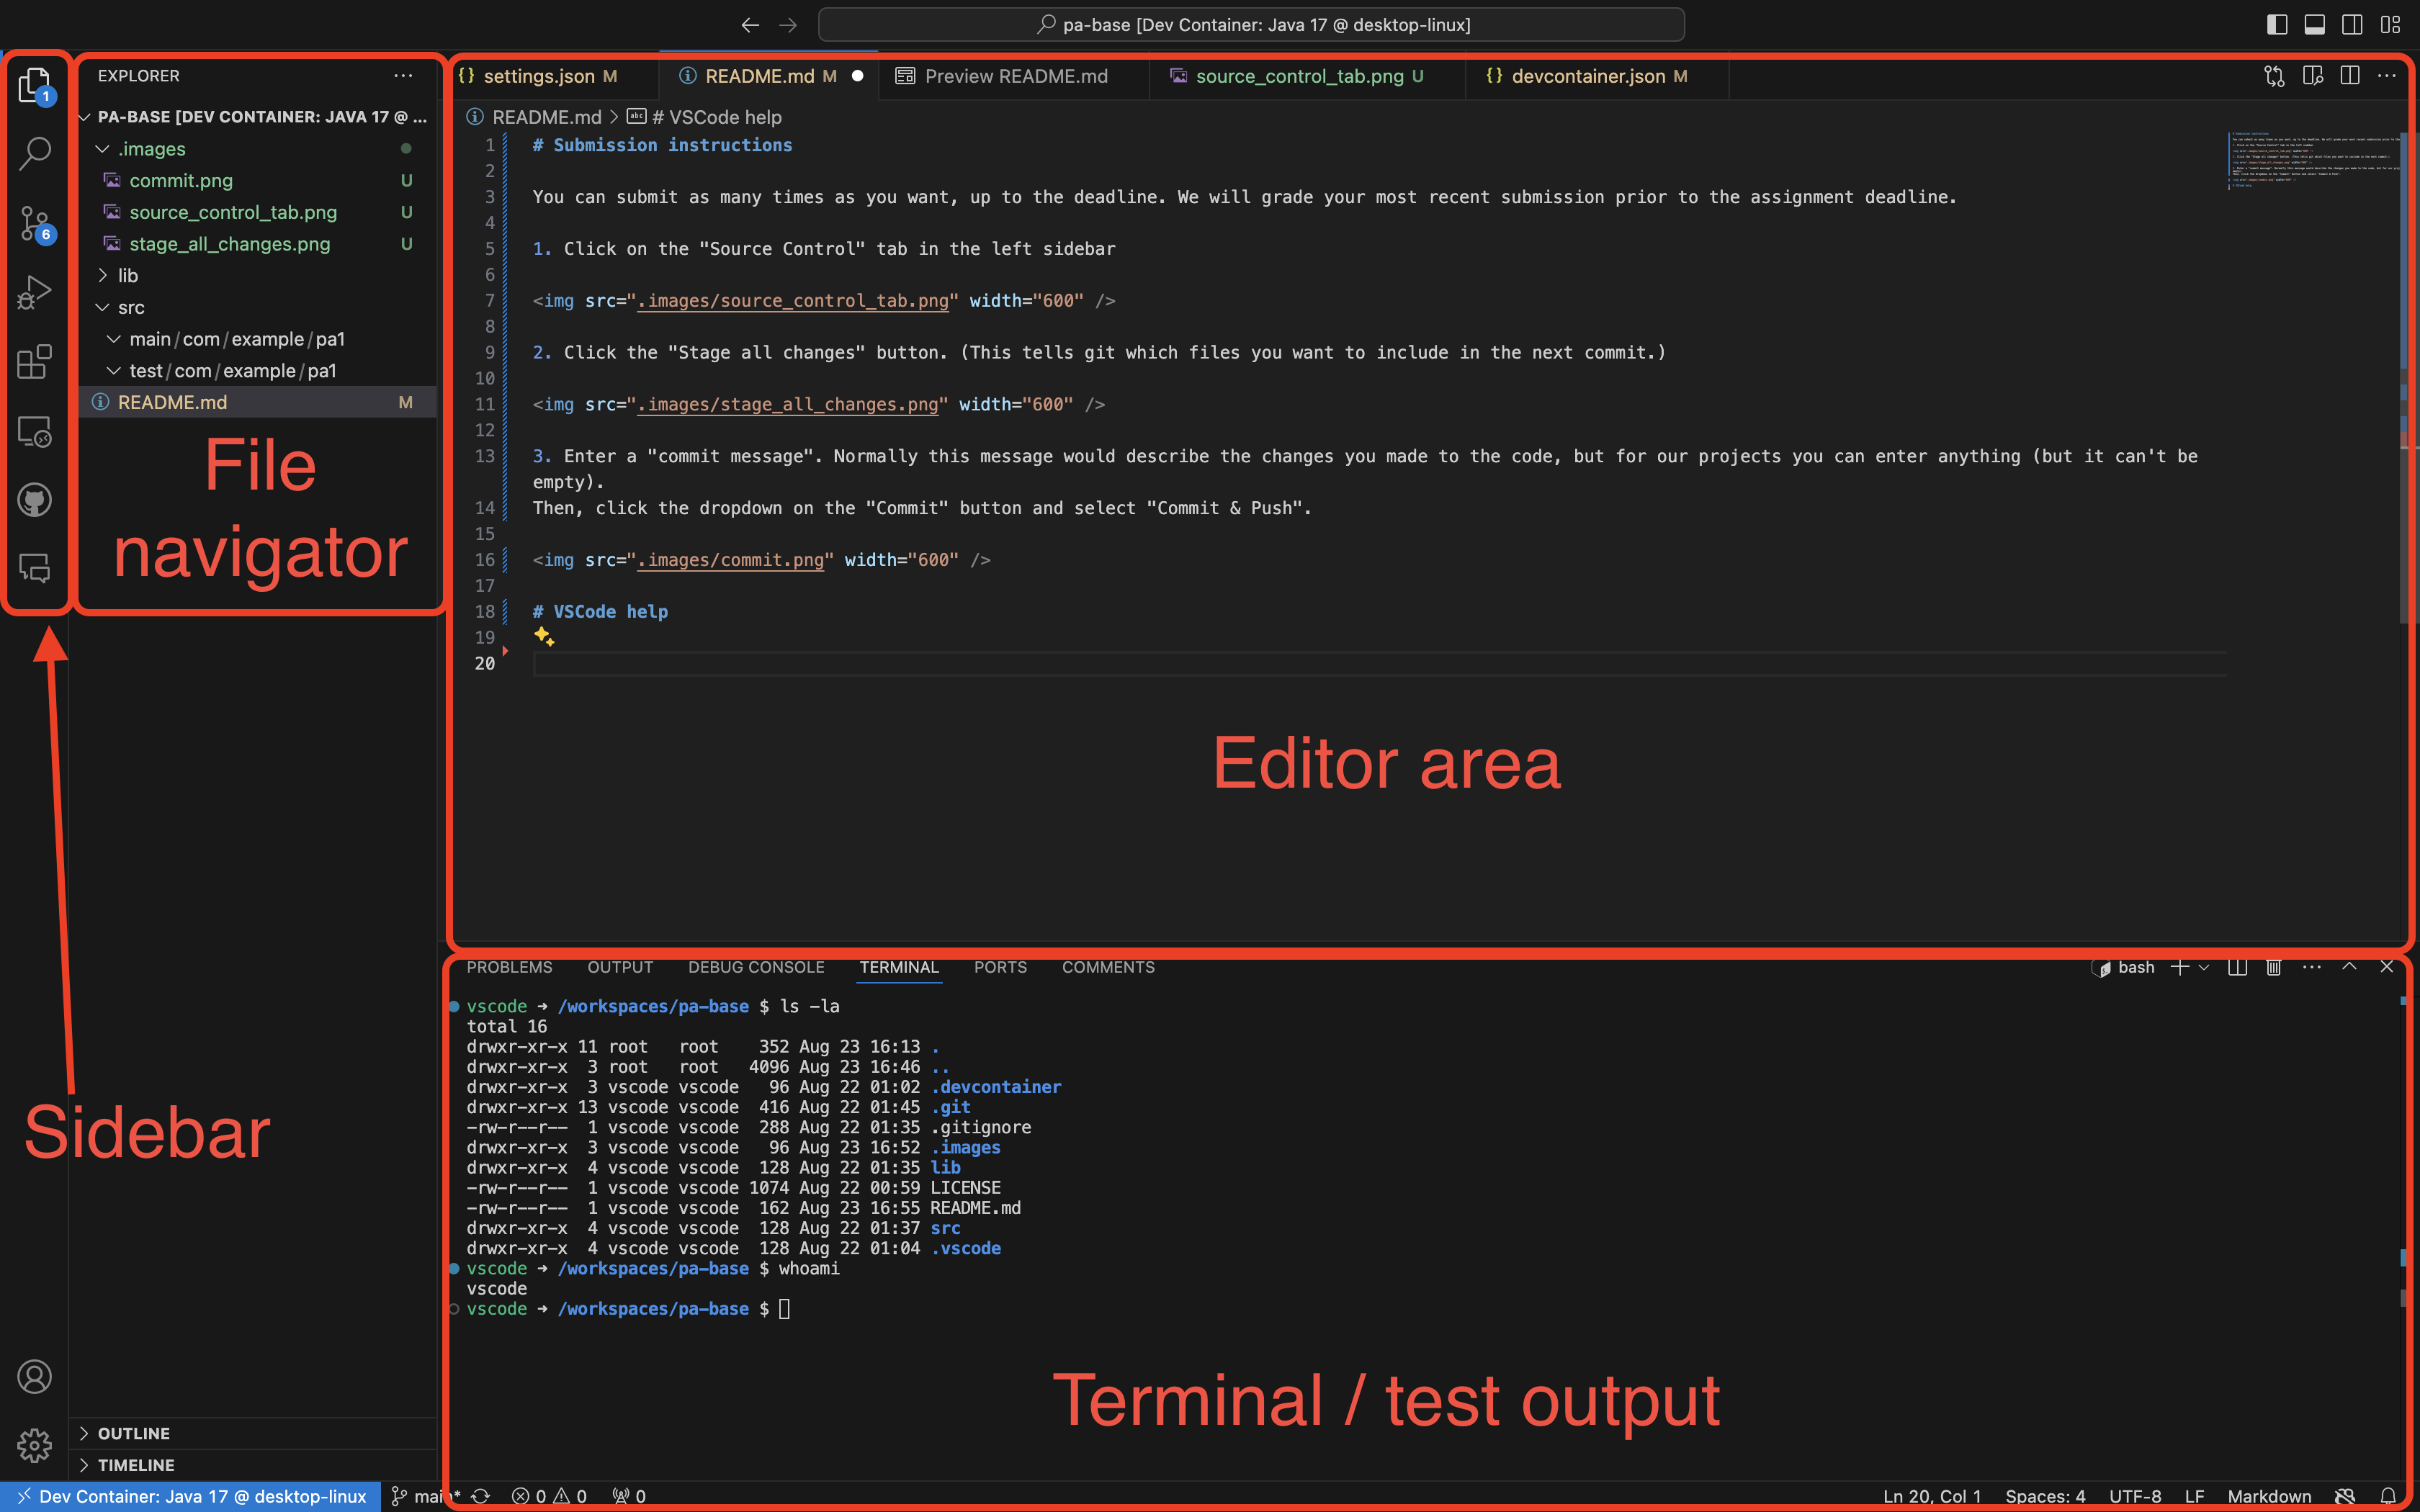 pa-base [Dev Container: Java 17 @ desktop-linux]
1
EXPLORER
PA-BASE [DEV CONTAINER: JAVA 17 @ ...
.images
commit.png U
source_control_tab.png U
6
stage_all_changes.png U
lib
src
main/com/example/pa1
test/com/example/pa1
README.md M
File
navigator
Sidebar
OUTLINE
TIMELINE
{} settings.json M
README.md M
Preview README.md
source_control_tab.png U
{} devcontainer.json M
README.md > abc # VSCode help
1 # Submission instructions
2
3 You can submit as many times as you want, up to the deadline. We will grade your most recent submission prior to the assignment deadline.
4
5 1. Click on the "Source Control" tab in the left sidebar
6
7 <img src=".images/source_control_tab.png" width="600" />
8
9 2. Click the "Stage all changes" button. (This tells git which files you want to include in the next commit.)
10
11 <img src=".images/stage_all_changes.png" width="600" />
12
13 3. Enter a "commit message". Normally this message would describe the changes you made to the code, but for our projects you can enter anything (but it can't be
empty).
14 Then, click the dropdown on the "Commit" button and select "Commit & Push".
15
16 <img src=".images/commit.png" width="600" />
17
18 # VSCode help
19
20
Editor area
PROBLEMS OUTPUT DEBUG CONSOLE TERMINAL PORTS COMMENTS
bash
vscode → /workspaces/pa-base $ ls -la
total 16
drwxr-xr-x 11 root root 352 Aug 23 16:13 .
drwxr-xr-x 3 root root 4096 Aug 23 16:46 ..
drwxr-xr-x 3 vscode vscode 96 Aug 22 01:02 .devcontainer
drwxr-xr-x 13 vscode vscode 416 Aug 22 01:45 .git
-rw-r--r-- 1 vscode vscode 288 Aug 22 01:35 .gitignore
drwxr-xr-x 3 vscode vscode 96 Aug 23 16:52 .images
drwxr-xr-x 4 vscode vscode 128 Aug 22 01:35 lib
-rw-r--r-- 1 vscode vscode 1074 Aug 22 00:59 LICENSE
-rw-r--r-- 1 vscode vscode 162 Aug 23 16:55 README.md
drwxr-xr-x 4 vscode vscode 128 Aug 22 01:37 src
drwxr-xr-x 4 vscode vscode 128 Aug 22 01:04 .vscode
vscode → /workspaces/pa-base $ whoami
vscode
vscode → /workspaces/pa-base $
Terminal / test output
Dev Container: Java 17 @ desktop-linux
main*
0 0
0
Ln 20, Col 1 Spaces: 4 UTF-8 LF Markdown